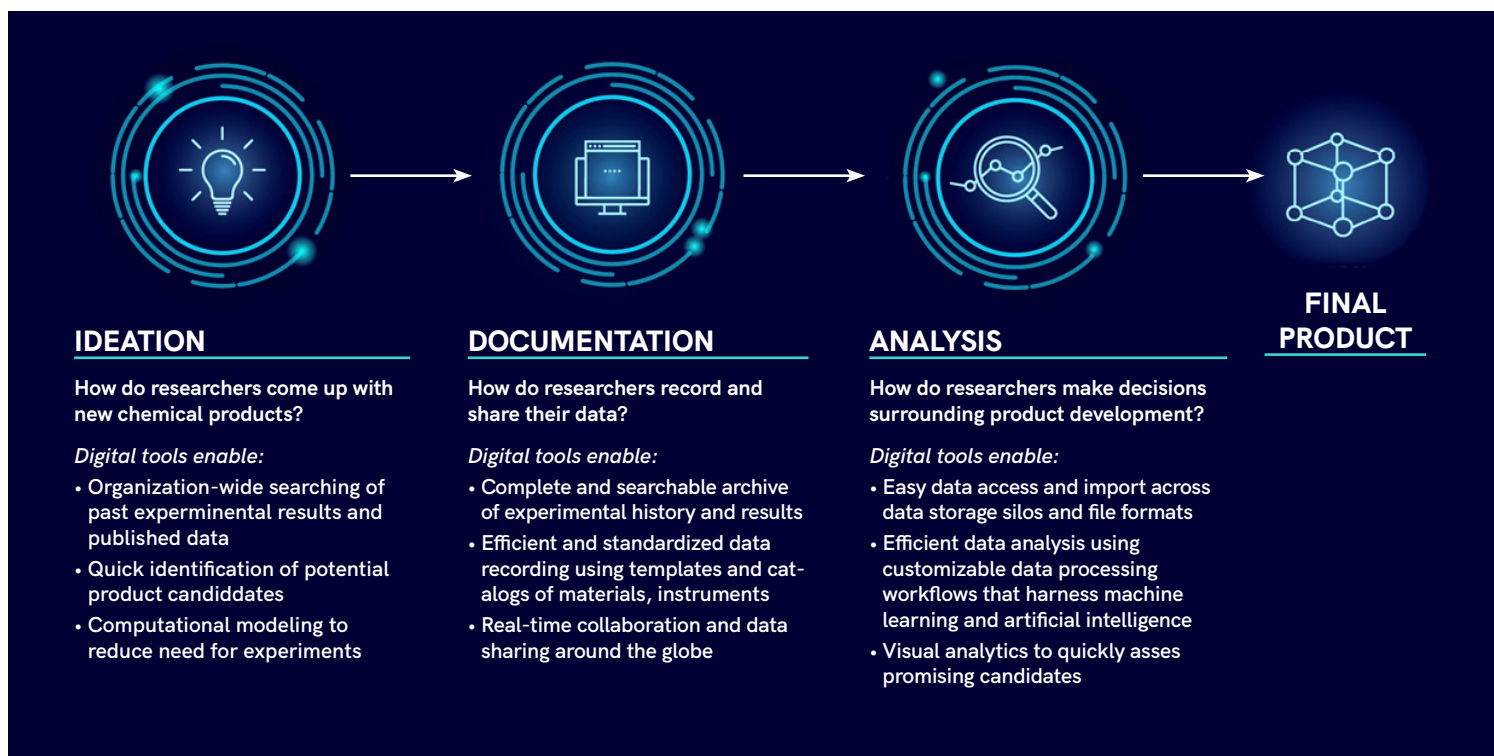 IDEATION
How do researchers come up with
new chemical products?
Digital tools enable:
• Organization-wide searching of
past experminental results and
published data
• Quick identification of potential
product candiddates
• Computational modeling to
reduce need for experiments
DOCUMENTATION
How do researchers record and
share their data?
Digital tools enable:
• Complete and searchable archive
of experimental history and results
• Efficient and standardized data
recording using templates and cat-
alogs of materials, instruments
• Real-time collaboration and data
sharing around the globe
ANALYSIS
How do researchers make decisions
surrounding product development?
Digital tools enable:
• Easy data access and import across
data storage silos and file formats
• Efficient data analysis using
customizable data processing
workflows that harness machine
learning and artificial intelligence
• Visual analytics to quickly asses
promising candidates
FINAL
PRODUCT